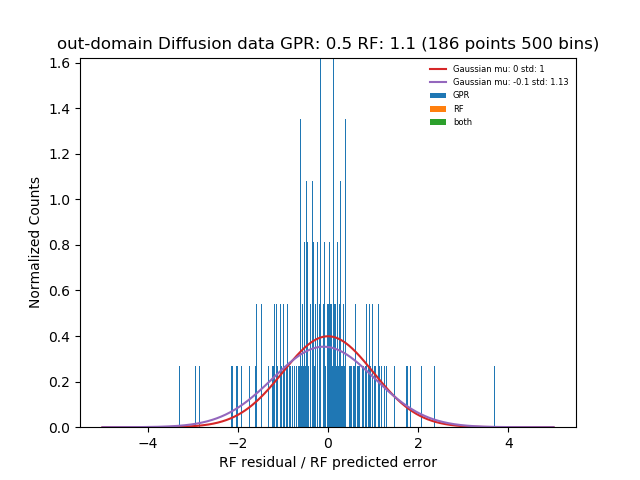 out-domain Diffusion data GPR: 0.5 RF: 1.1 (186 points 500 bins)
Gaussian mu: 0 std: 1
Gaussian mu: -0.1 std: 1.13
GPR
RF
both
Normalized Counts
1.6
1.4
1.2
1.0
0.8
0.6
0.4
0.2
0.0
−4
−2
0
2
4
RF residual / RF predicted error